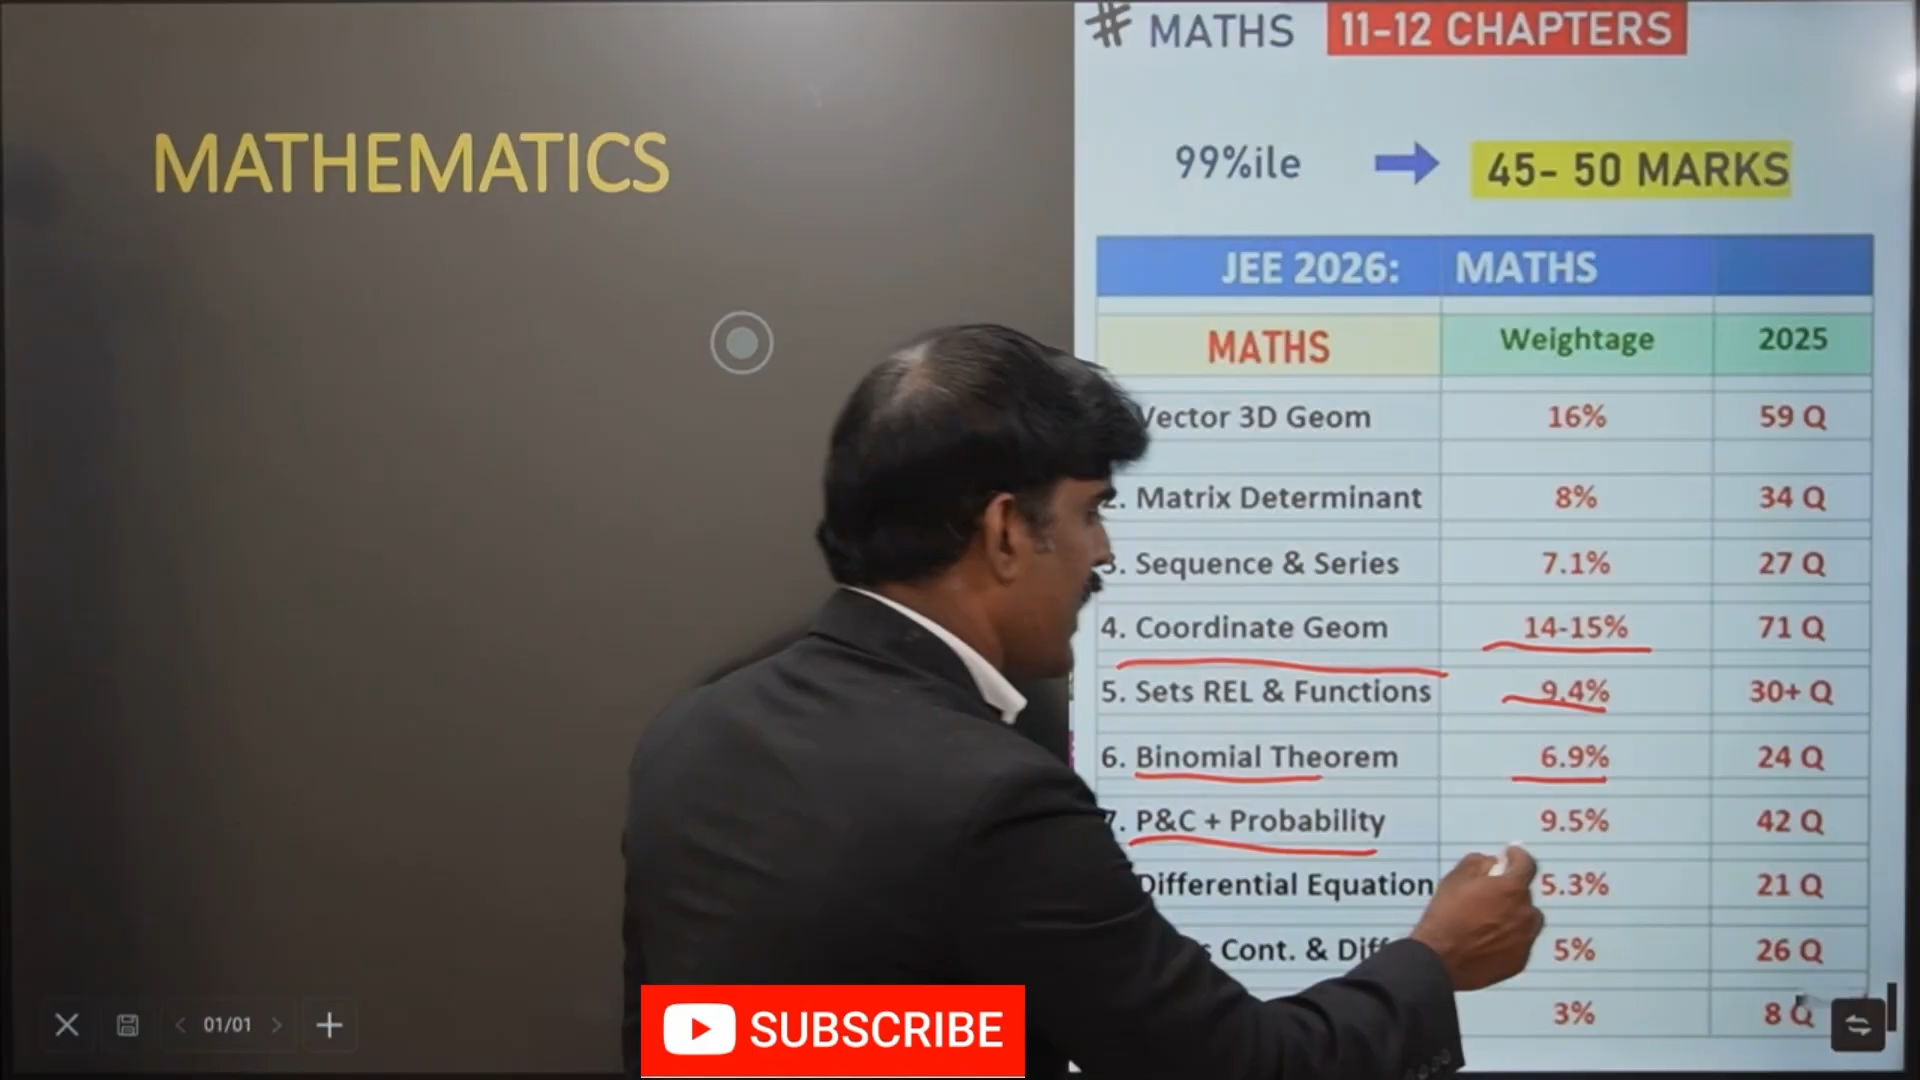 MATHEMATICS
# MATHS 11-12 CHAPTERS
99%ile 45- 50 MARKS
JEE 2026: MATHS
MATHS Weightage 2025
Vector 3D Geom 16% 59 Q
2. Matrix Determinant 8% 34 Q
3. Sequence & Series 7.1% 27 Q
4. Coordinate Geom 14-15% 71 Q
5. Sets REL & Functions 9.4% 30+ Q
6. Binomial Theorem 6.9% 24 Q
7. P&C + Probability 9.5% 42 Q
Differential Equation 5.3% 21 Q
Cont. & Diff 5% 26 Q
3% 8 Q
01/01
SUBSCRIBE